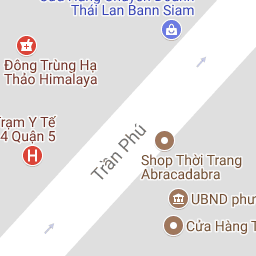 Thái Lan Bann Siam
Đông Trùng Hạ
Thảo Himalaya
Trạm Y Tế
4 Quận 5
H
Trần Phú
Shop Thời Trang
Abracadabra
UBND phư
Cửa Hàng T